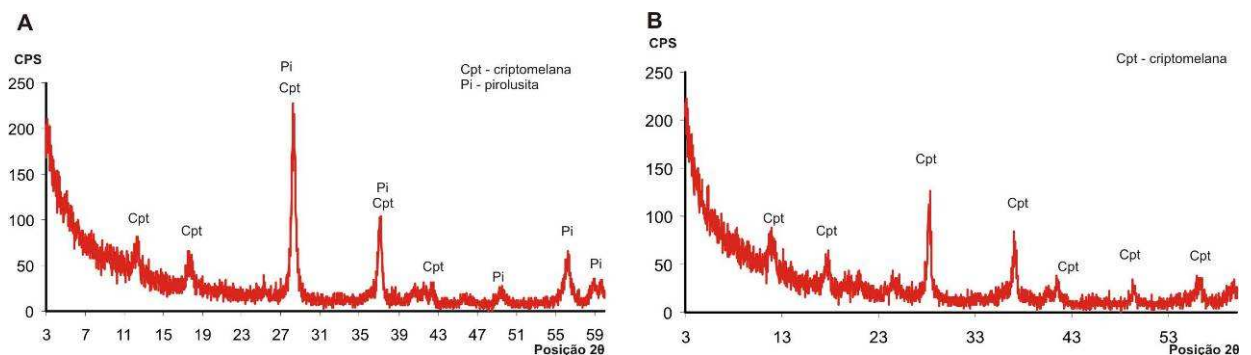 A
CPS
250
200
150
100
50
0
Pi
Cpt
Cpt - criptomelana
Pi - pirolusita
Cpt
Cpt
Pi
Cpt
Cpt
Pi
Pi
Pi
3 7 11 13 17 19 23 27 31 35 39 43 47 51 55 59
Posição 2θ
B
CPS
250
200
150
100
50
0
Cpt - criptomelana
Cpt
Cpt
Cpt
Cpt
Cpt
Cpt
Cpt
3 13 23 33 43 53
Posição 2θ